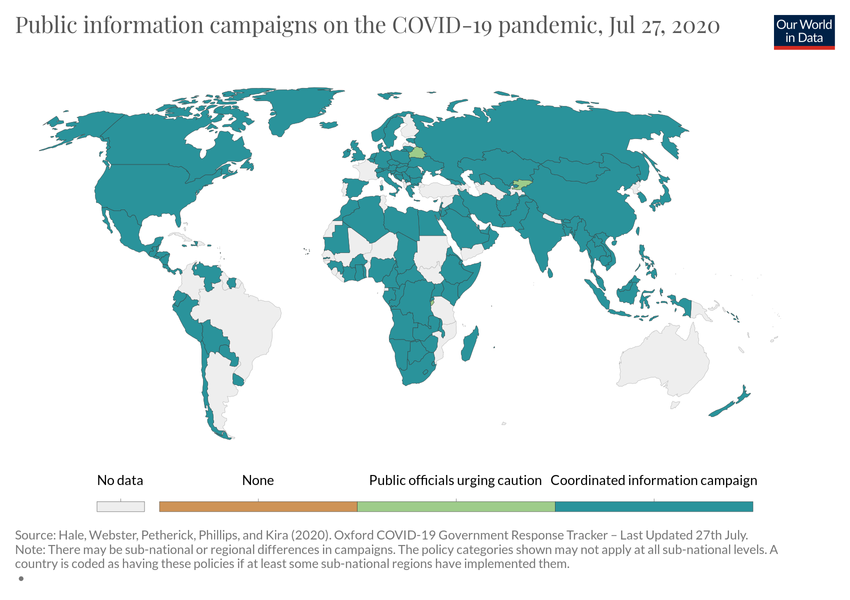 Public information campaigns on the COVID-19 pandemic, Jul 27, 2020
Our World
in Data
No data
None
Public officials urging caution
Coordinated information campaign
Source: Hale, Webster, Petherick, Phillips, and Kira (2020). Oxford COVID-19 Government Response Tracker – Last Updated 27th July.
Note: There may be sub-national or regional differences in campaigns. The policy categories shown may not apply at all sub-national levels. A
country is coded as having these policies if at least some sub-national regions have implemented them.
•